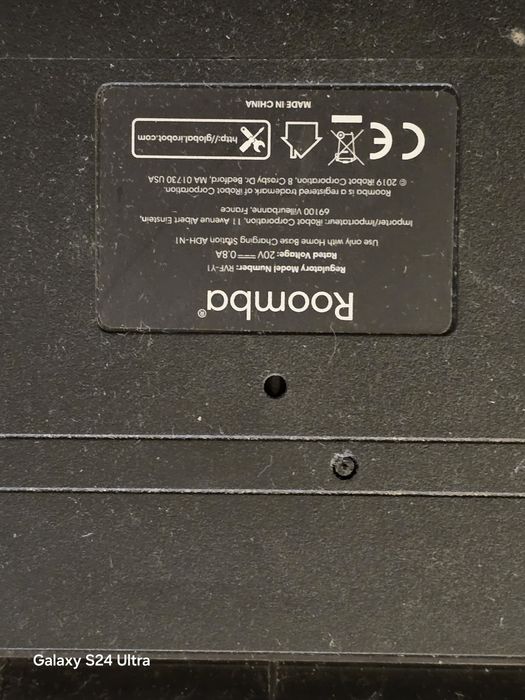 Roomba®
Regulatory Model Number: RVF-Y1
Rated Voltage: 20V ⎓ 0.8A
Use only with Home Base Charging Station ADH-N1
Importer/Importateur: iRobot Corporation, 11 Avenue Albert Einstein,
69100 Villeurbanne, France
Roomba is a registered trademark of iRobot Corporation.
© 2019 iRobot Corporation, 8 Crosby Dr. Bedford, MA 01730 USA
CE
http://global.irobot.com
MADE IN CHINA
Galaxy S24 Ultra